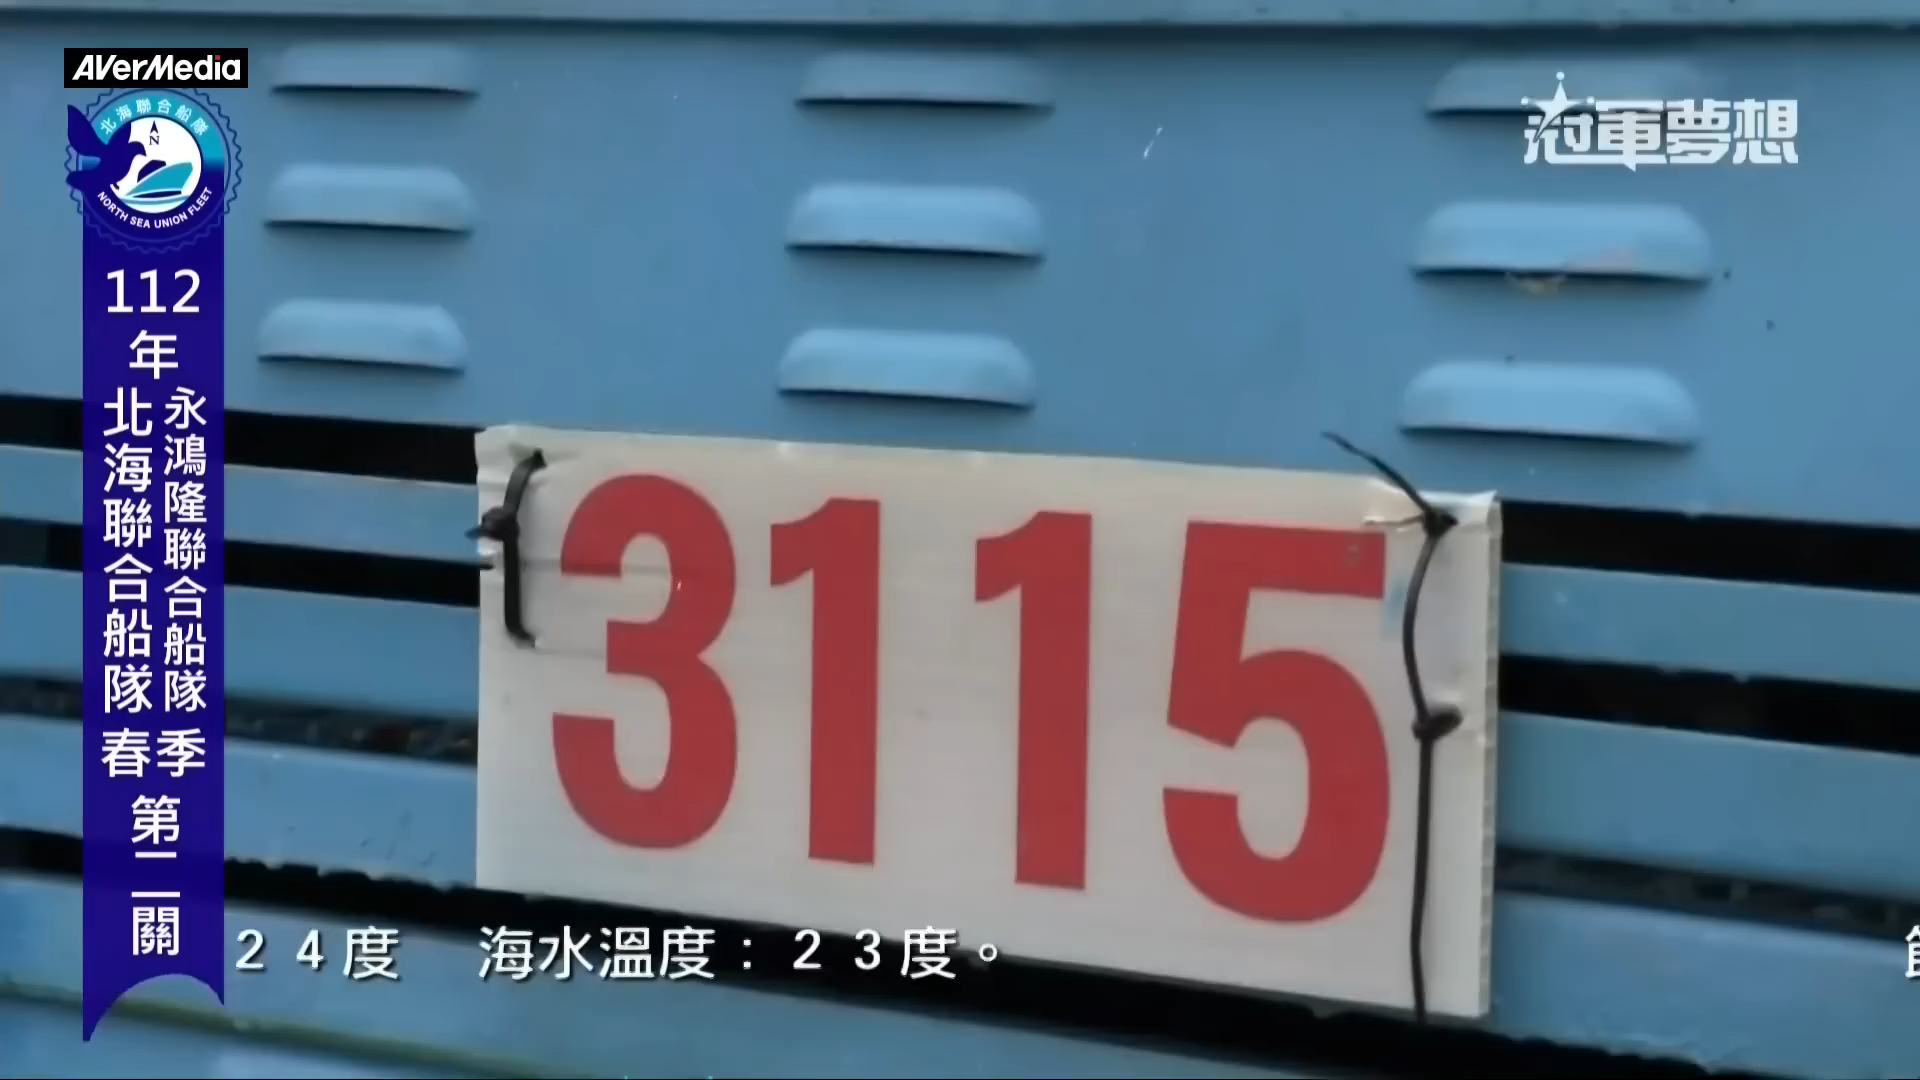 AVerMedia
北海聯合船隊
N
NORTH SEA UNION FLEET
冠軍夢想
112
年
永鴻隆聯合船隊
北海聯合船隊
春季
第二關
3115
２４度　海水溫度：２３度。